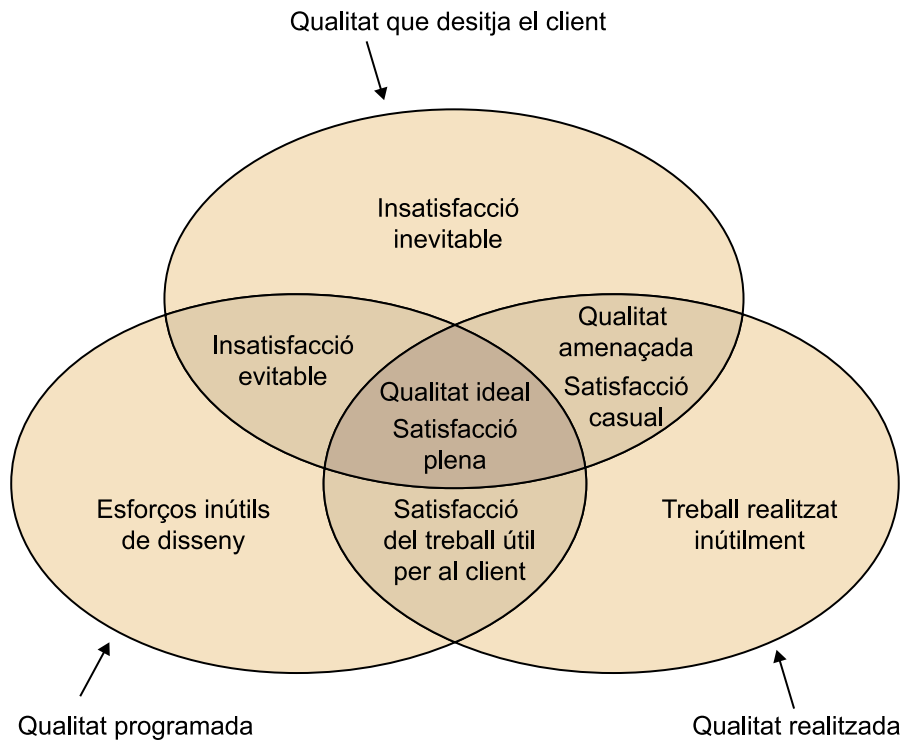 Qualitat que desitja el client
Insatisfacció
inevitable
Insatisfacció
evitable
Qualitat
amenaçada
Satisfacció
casual
Qualitat ideal
Satisfacció
plena
Esforços inútils
de disseny
Satisfacció
del treball útil
per al client
Treball realitzat
inútilment
Qualitat programada
Qualitat realitzada